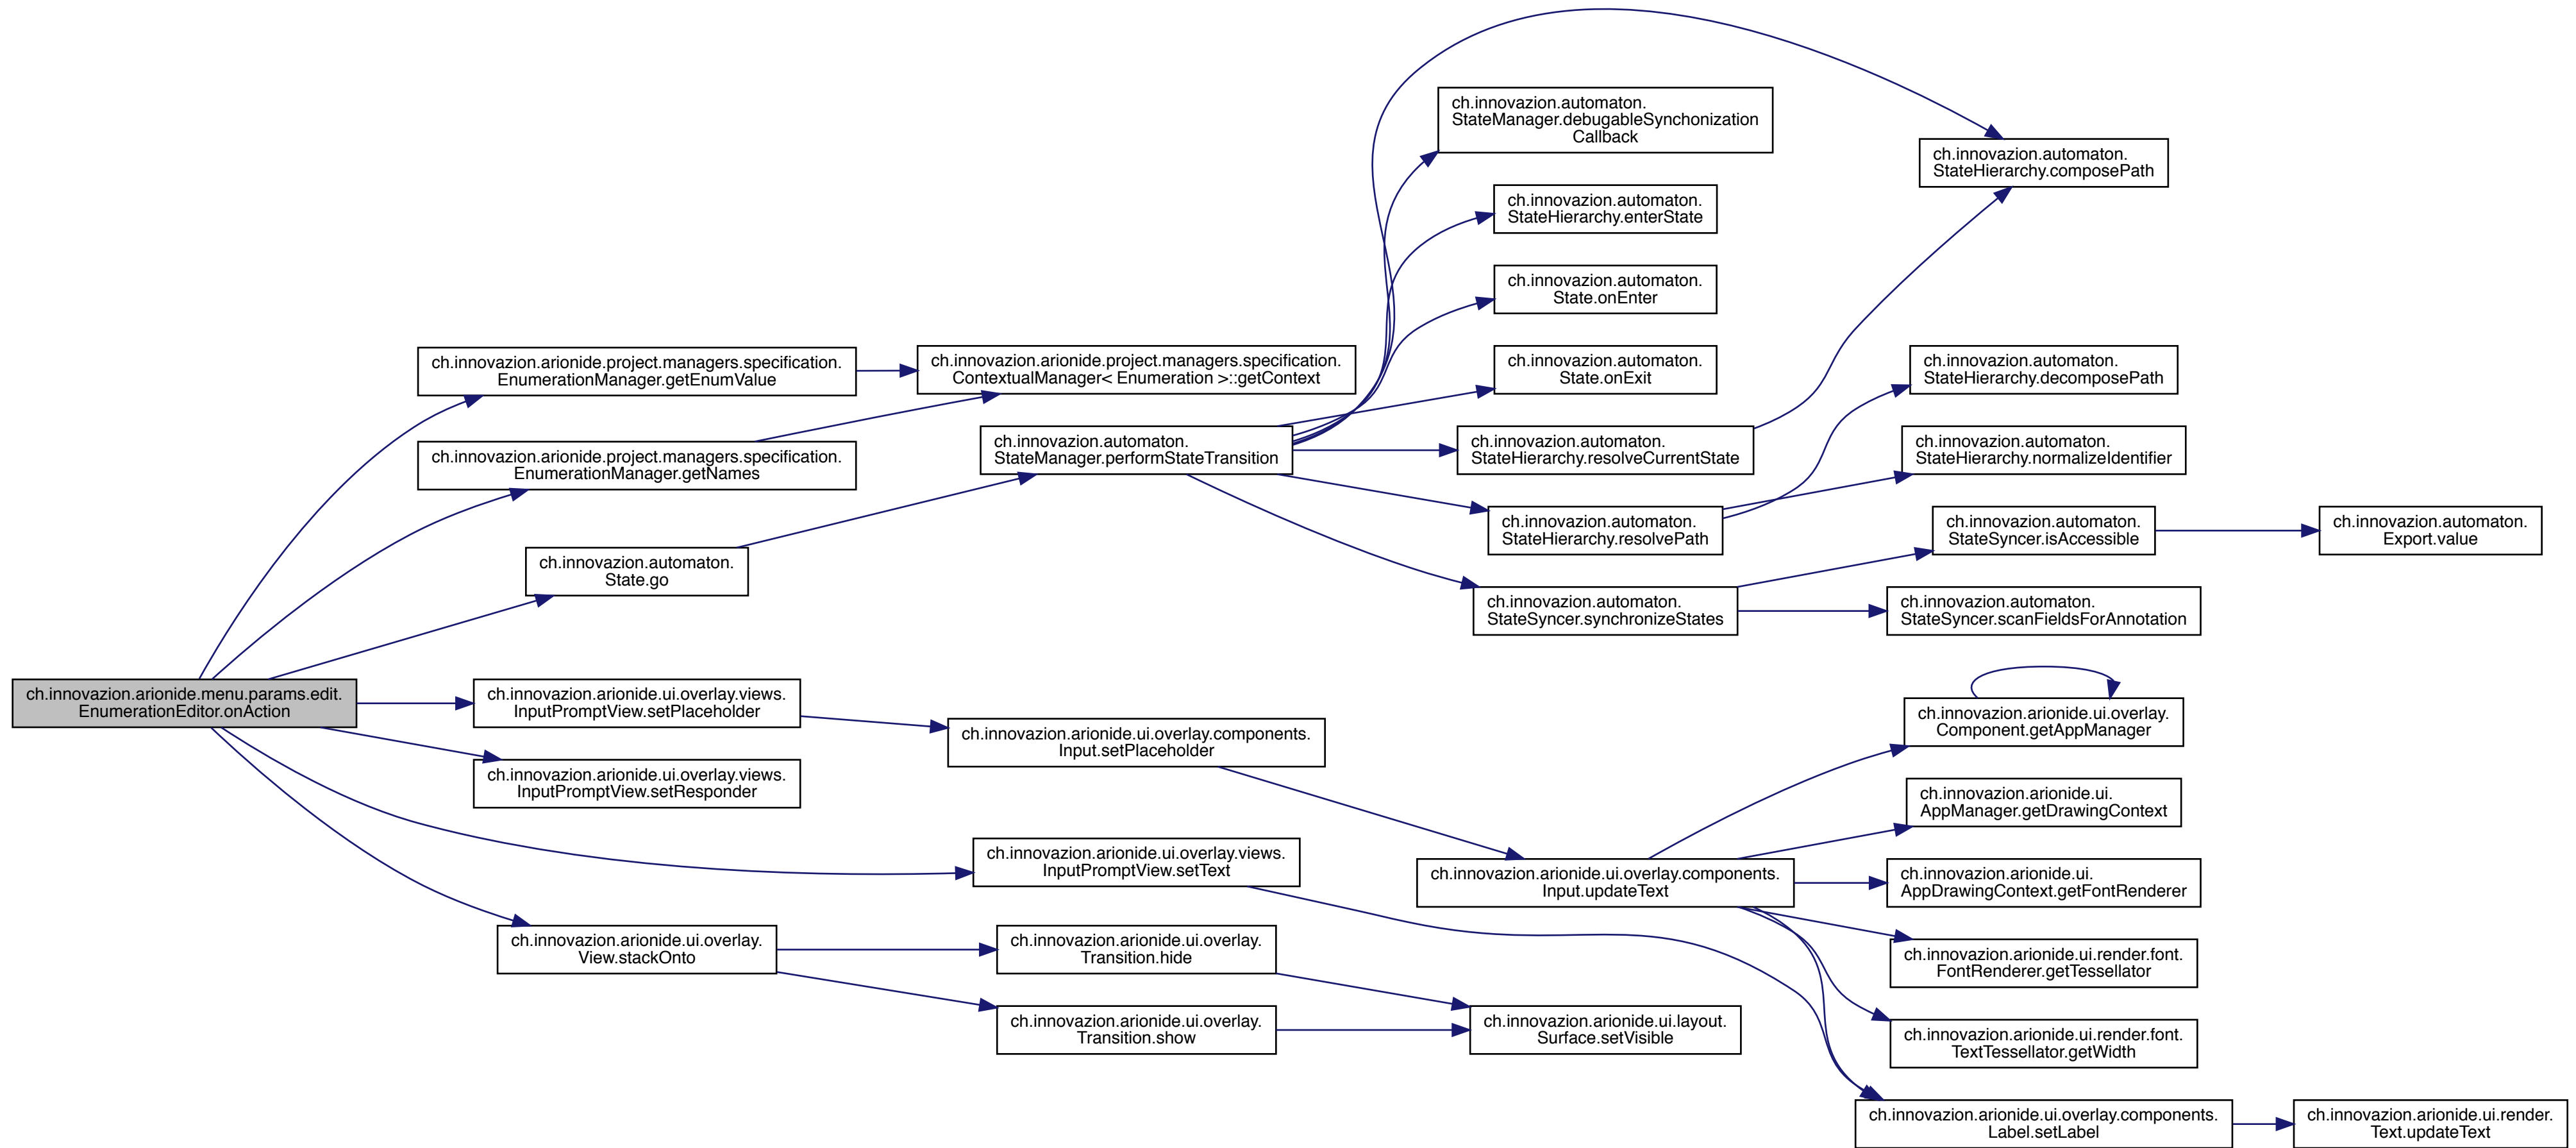 ch.innovazion.automaton.
StateManager.debugableSynchonization
Callback
ch.innovazion.automaton.
StateHierarchy.composePath
ch.innovazion.automaton.
StateHierarchy.enterState
ch.innovazion.automaton.
State.onEnter
ch.innovazion.arionide.project.managers.specification.
EnumerationManager.getEnumValue
ch.innovazion.arionide.project.managers.specification.
ContextualManager< Enumeration >::getContext
ch.innovazion.automaton.
State.onExit
ch.innovazion.automaton.
StateHierarchy.decomposePath
ch.innovazion.arionide.project.managers.specification.
EnumerationManager.getNames
ch.innovazion.automaton.
StateManager.performStateTransition
ch.innovazion.automaton.
StateHierarchy.resolveCurrentState
ch.innovazion.automaton.
StateHierarchy.normalizeIdentifier
ch.innovazion.automaton.
State.go
ch.innovazion.automaton.
StateHierarchy.resolvePath
ch.innovazion.automaton.
StateSyncer.isAccessible
ch.innovazion.automaton.
Export.value
ch.innovazion.automaton.
StateSyncer.synchronizeStates
ch.innovazion.automaton.
StateSyncer.scanFieldsForAnnotation
ch.innovazion.arionide.menu.params.edit.
EnumerationEditor.onAction
ch.innovazion.arionide.ui.overlay.views.
InputPromptView.setPlaceholder
ch.innovazion.arionide.ui.overlay.components.
Input.setPlaceholder
ch.innovazion.arionide.ui.overlay.
Component.getAppManager
ch.innovazion.arionide.ui.overlay.views.
InputPromptView.setResponder
ch.innovazion.arionide.ui.
AppManager.getDrawingContext
ch.innovazion.arionide.ui.overlay.views.
InputPromptView.setText
ch.innovazion.arionide.ui.overlay.components.
Input.updateText
ch.innovazion.arionide.ui.
AppDrawingContext.getFontRenderer
ch.innovazion.arionide.ui.overlay.
View.stackOnto
ch.innovazion.arionide.ui.overlay.
Transition.hide
ch.innovazion.arionide.ui.render.font.
FontRenderer.getTessellator
ch.innovazion.arionide.ui.overlay.
Transition.show
ch.innovazion.arionide.ui.layout.
Surface.setVisible
ch.innovazion.arionide.ui.render.font.
TextTessellator.getWidth
ch.innovazion.arionide.ui.overlay.components.
Label.setLabel
ch.innovazion.arionide.ui.render.
Text.updateText